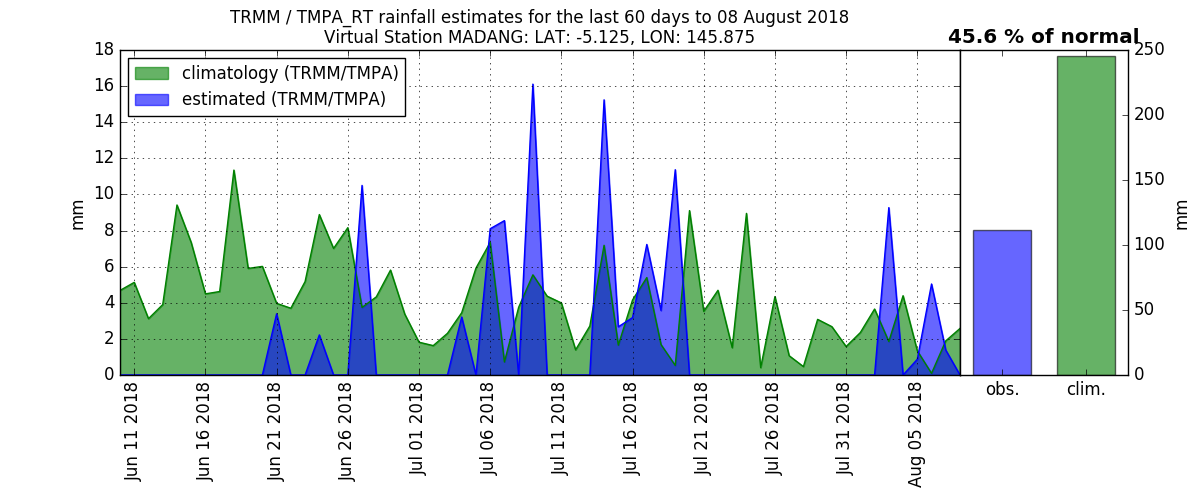 TRMM / TMPA_RT rainfall estimates for the last 60 days to 08 August 2018
Virtual Station MADANG: LAT: -5.125, LON: 145.875
45.6 % of normal
climatology (TRMM/TMPA)
estimated (TRMM/TMPA)
mm
18
16
14
12
10
8
6
4
2
0
Jun 11 2018
Jun 16 2018
Jun 21 2018
Jun 26 2018
Jul 01 2018
Jul 06 2018
Jul 11 2018
Jul 16 2018
Jul 21 2018
Jul 26 2018
Jul 31 2018
Aug 05 2018
obs.
clim.
250
200
150
100
50
0
mm